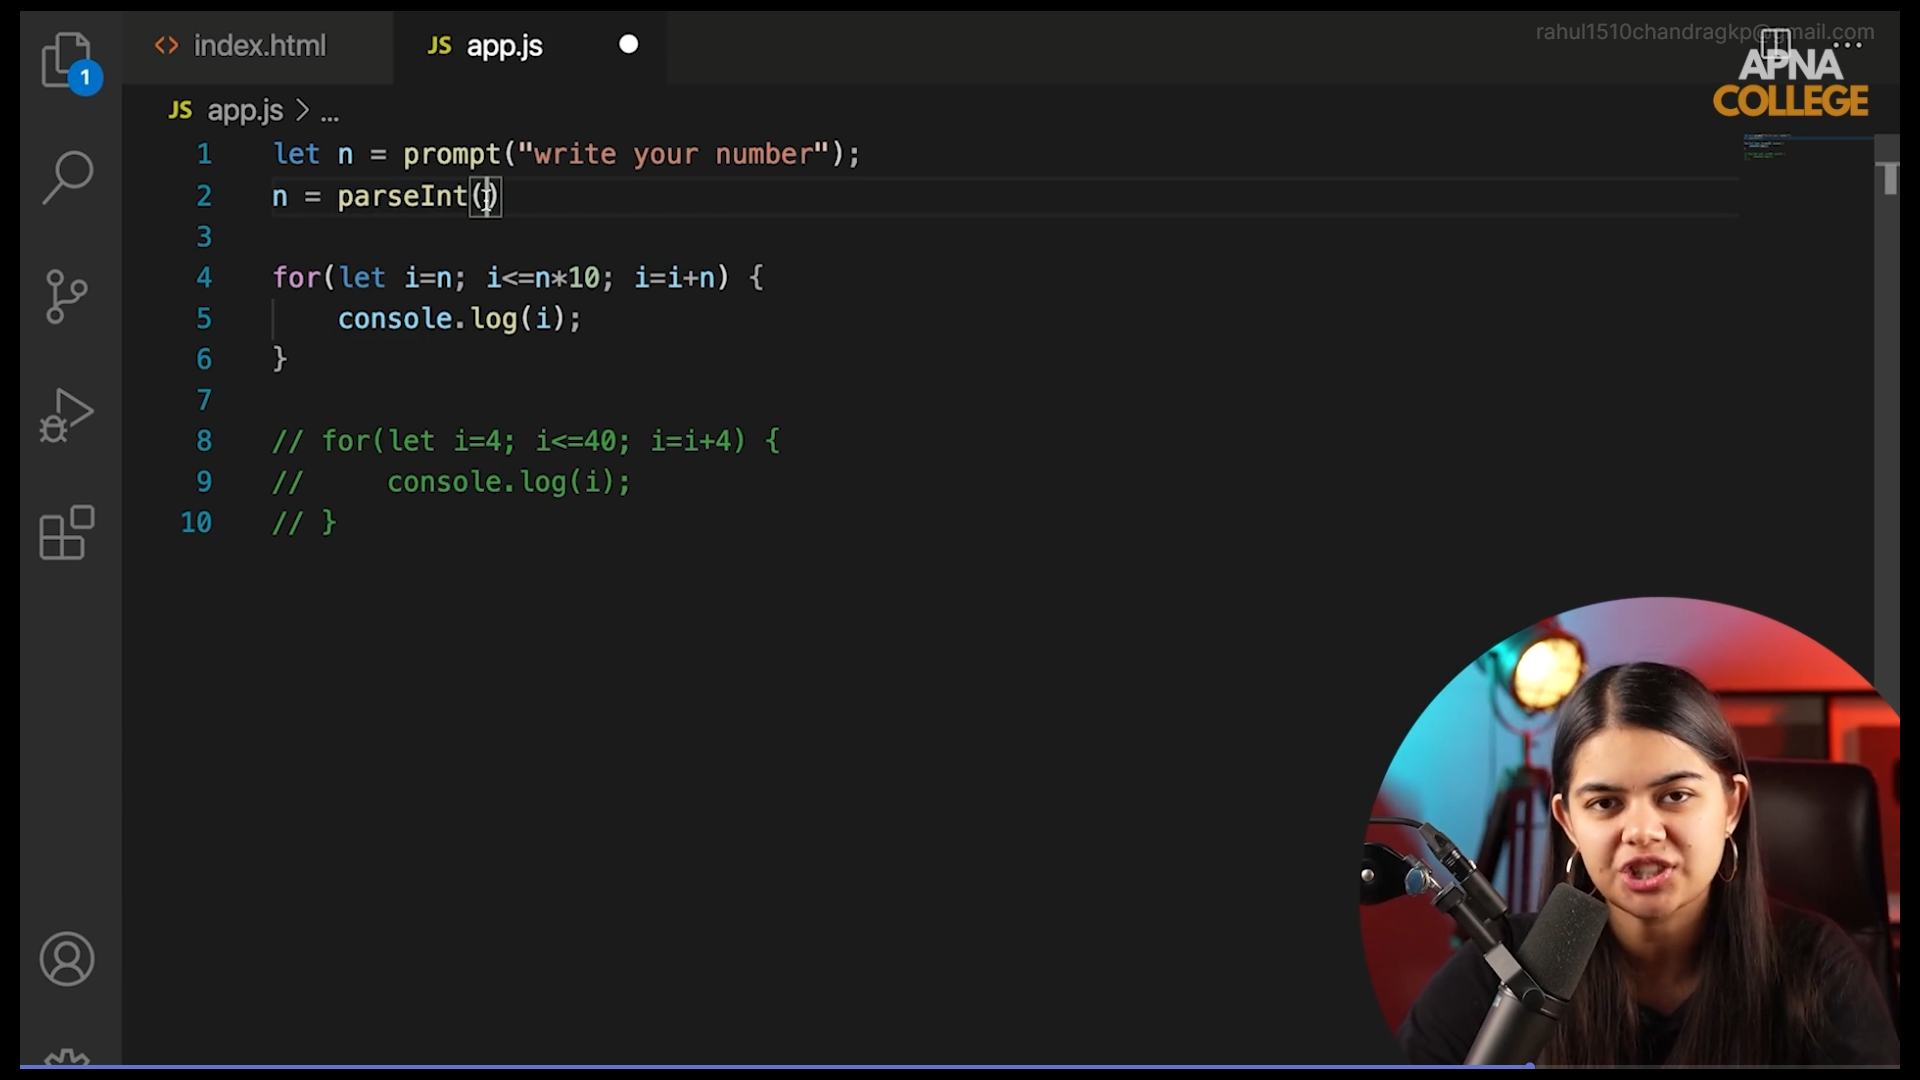 rahul1510chandragkp@gmail.com
<> index.html
JS app.js
APNA
COLLEGE
1
JS app.js > ...
1 let n = prompt("write your number");
2 n = parseInt()
3
4 for(let i=n; i<=n*10; i=i+n) {
5 console.log(i);
6 }
7
8 // for(let i=4; i<=40; i=i+4) {
9 // console.log(i);
10 // }